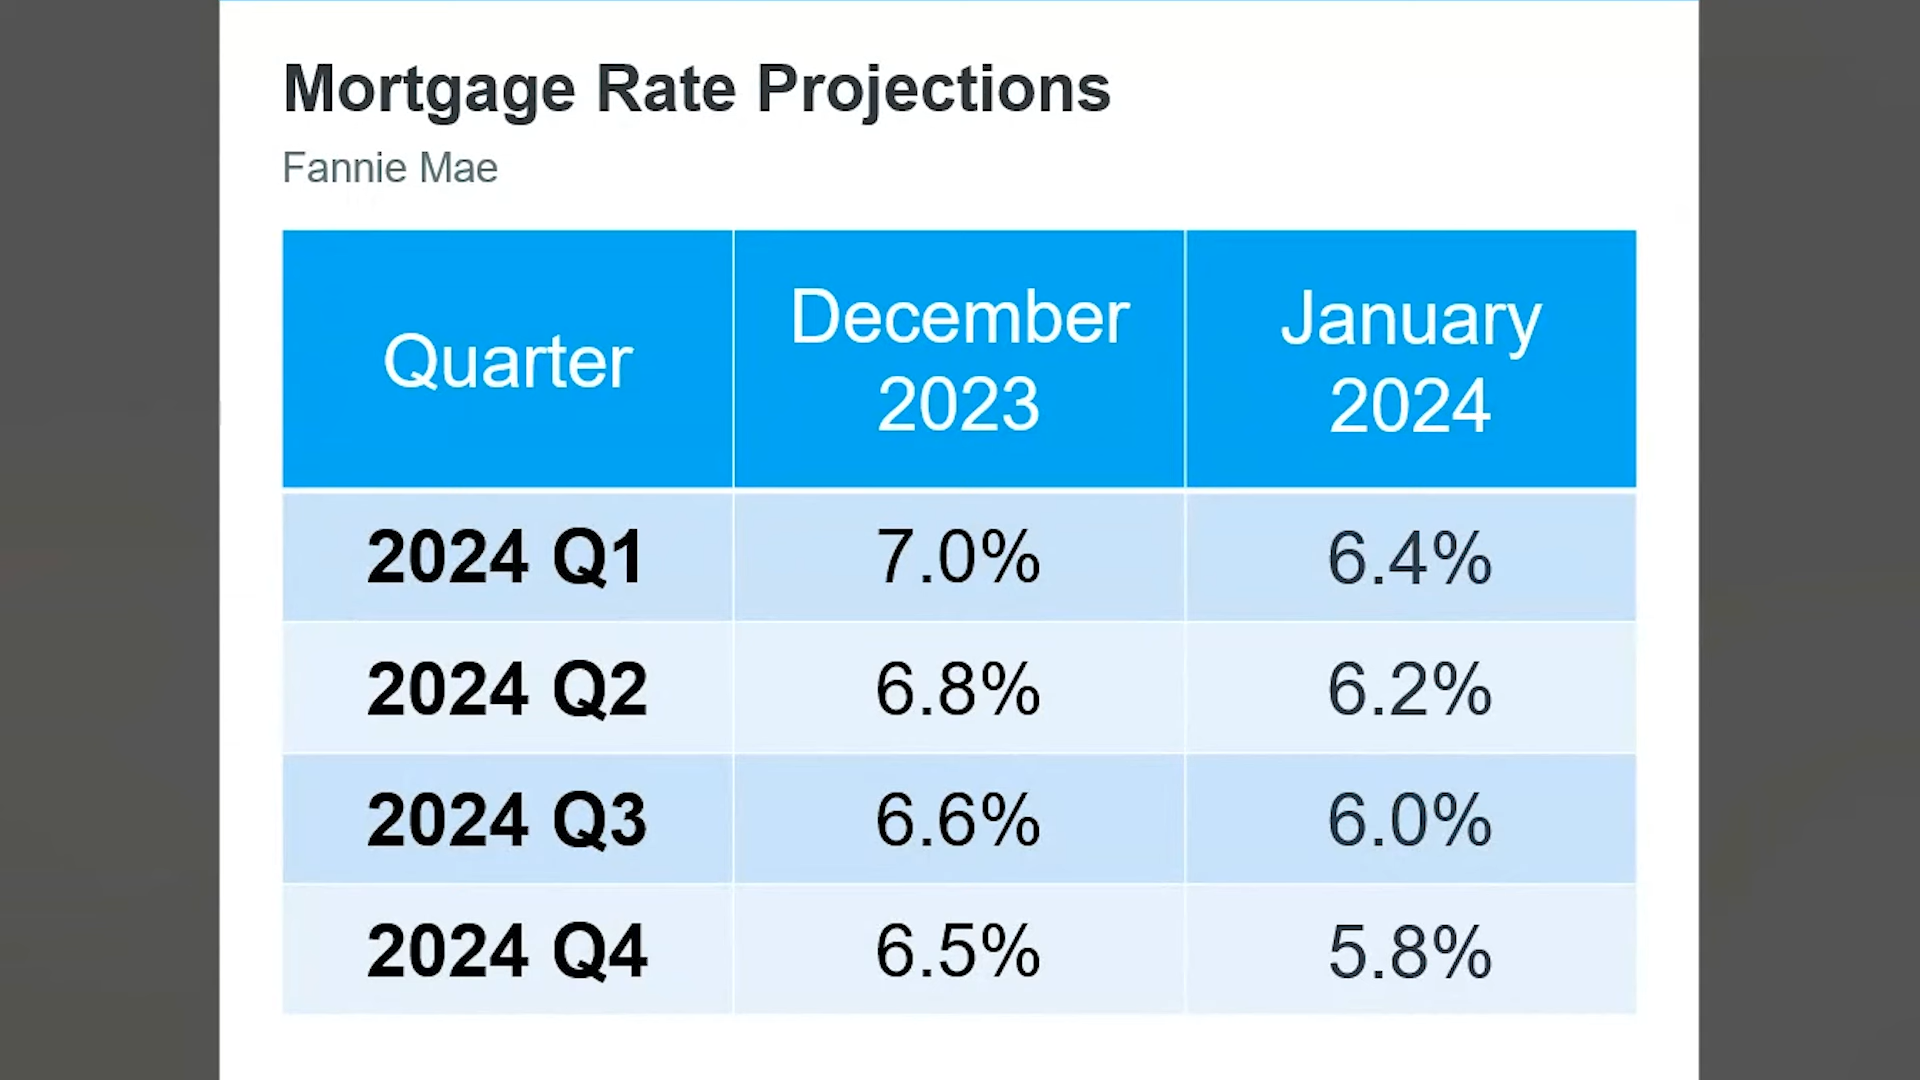 Mortgage Rate Projections
Fannie Mae
Quarter December 2023 January 2024
2024 Q1 7.0% 6.4%
2024 Q2 6.8% 6.2%
2024 Q3 6.6% 6.0%
2024 Q4 6.5% 5.8%